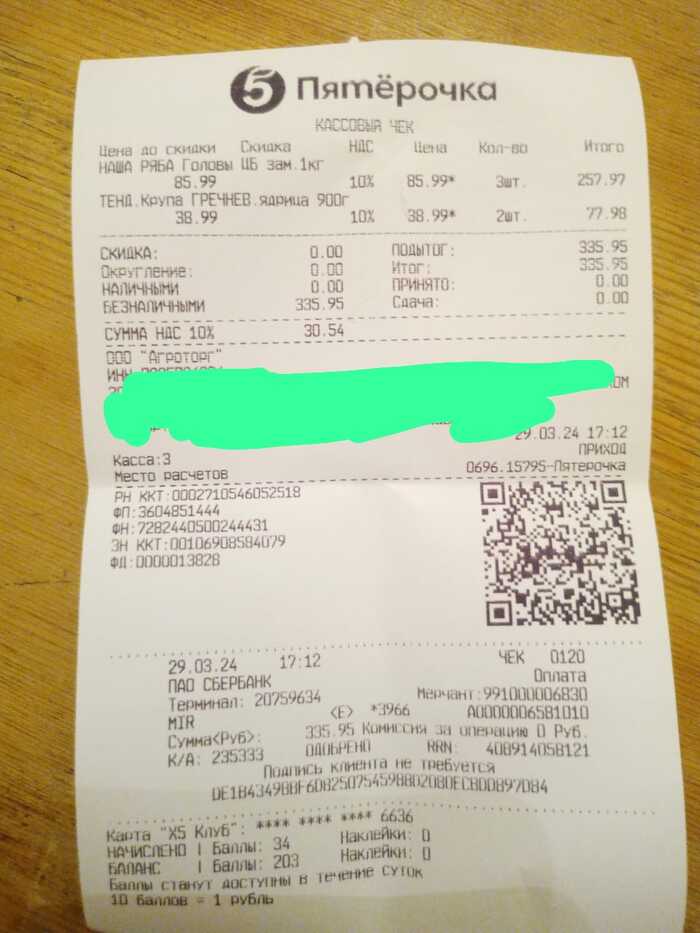 5 Пятёрочка
КАССОВЫЙ ЧЕК
Цена до скидки Скидка НДС Цена Кол-во Итого
НАША РЯБА Головы ЦБ зам.1кг
85.99 10% 85.99* 3шт. 257.97
ТЕНД.Крупа ГРЕЧНЕВ.ядрица 900г
38.99 10% 38.99* 2шт. 77.98
СКИДКА: 0.00 ПОДЫТОГ: 335.95
Округление: 0.00 Итог: 335.95
НАЛИЧНЫМИ 0.00 ПРИНЯТО: 0.00
БЕЗНАЛИЧНЫМИ 335.95 Сдача: 0.00
СУММА НДС 10% 30.54
ООО "Агроторг"
ИНН
29.03.24 17:12
Касса:3 ПРИХОД
Место расчетов 0696.15795-Пятерочка
РН ККТ:0002710546052518
ФП:3604851444
ФН:7282440500244431
ЗН ККТ:00106908584079
ФД:0000013828
29.03.24 17:12 ЧЕК 0120
ПАО СБЕРБАНК Оплата
Терминал: 20759634 Мерчант:991000006830
MIR <E> *3966 A0000006581010
Сумма<Руб>: 335.95 Комиссия за операцию 0 Руб.
К/А: 235333 ОДОБРЕНО RRN: 408914058121
Подпись клиента не требуется
Карта "X5 Клуб": **** **** **** 6636
НАЧИСЛЕНО | Баллы: 34 Наклейки: 0
БАЛАНС | Баллы: 203 Наклейки: 0
Баллы станут доступны в течение суток
10 баллов = 1 рубль